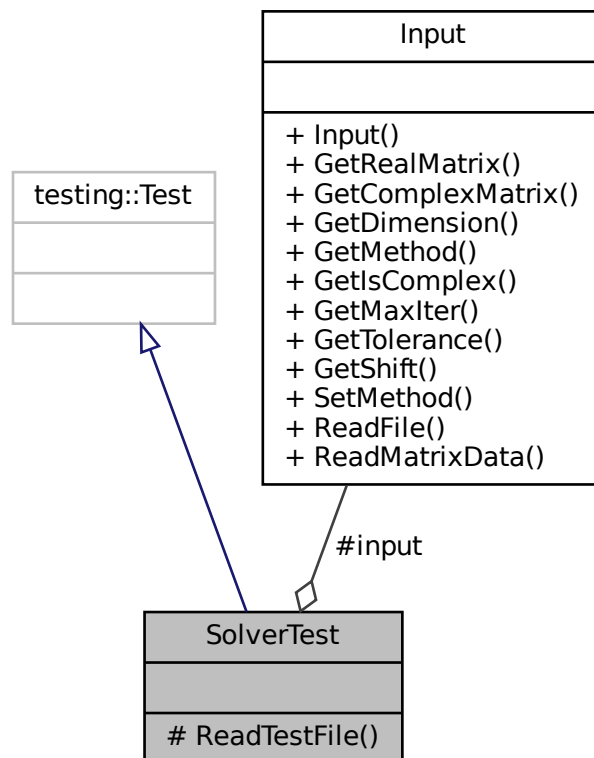 Input
+ Input()
+ GetRealMatrix()
+ GetComplexMatrix()
+ GetDimension()
+ GetMethod()
+ GetIsComplex()
+ GetMaxIter()
+ GetTolerance()
+ GetShift()
+ SetMethod()
+ ReadFile()
+ ReadMatrixData()
testing::Test
#input
SolverTest
# ReadTestFile()